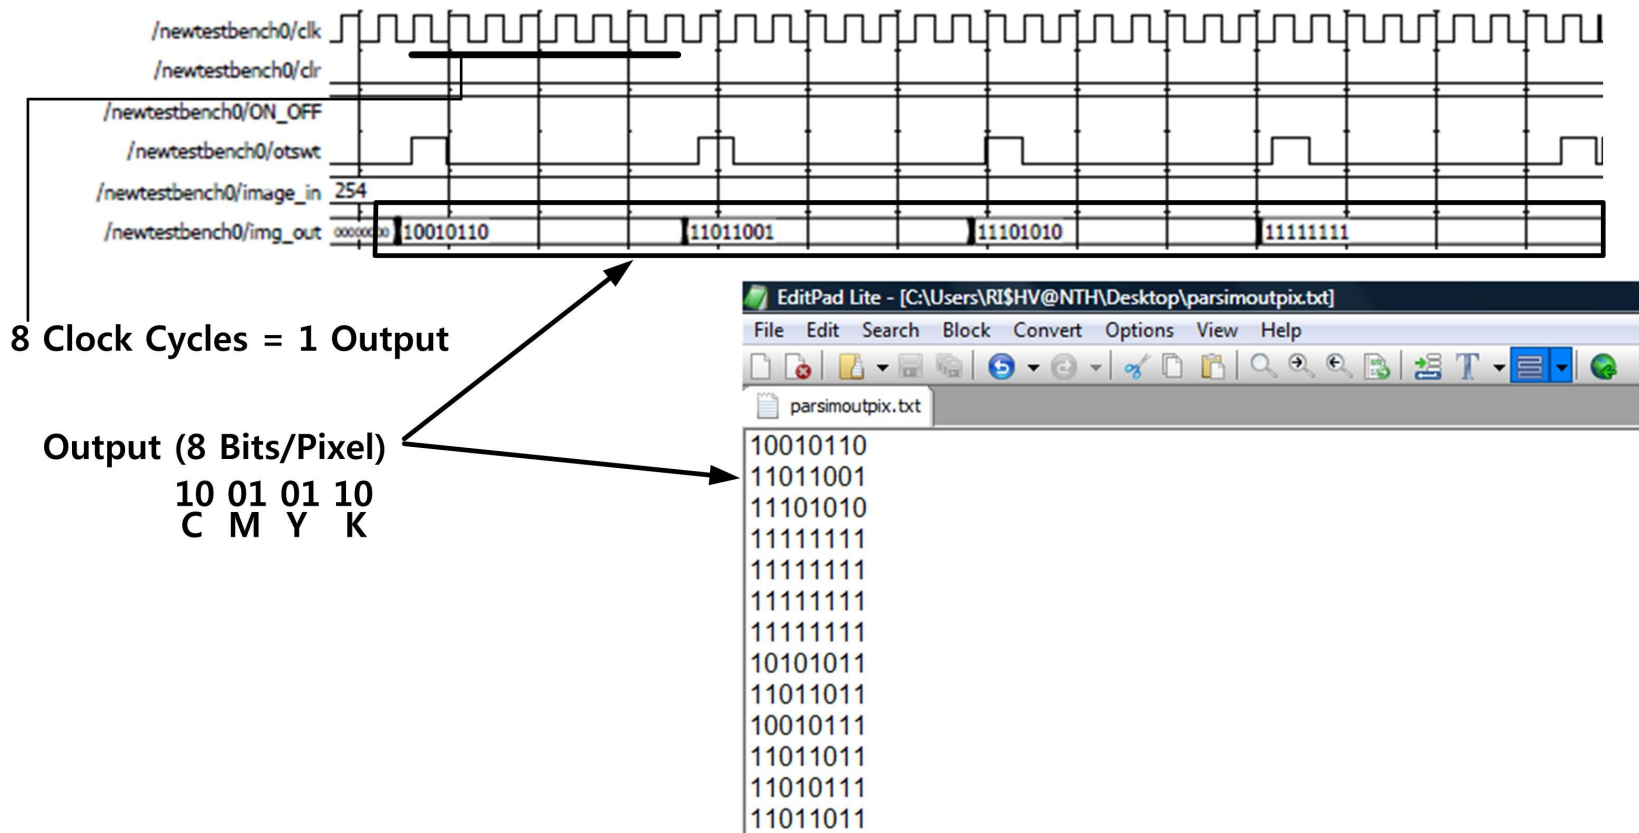 /newtestbench0/clk
/newtestbench0/clr
/newtestbench0/ON_OFF
/newtestbench0/otswt
/newtestbench0/image_in 254
/newtestbench0/img_out 00000000 10010110 11011001 11101010 11111111
8 Clock Cycles = 1 Output
Output (8 Bits/Pixel)
10 01 01 10
C M Y K
EditPad Lite - [C:\Users\RI$HV@NTH\Desktop\parsimoutpix.txt]
File Edit Search Block Convert Options View Help
parsimoutpix.txt
10010110
11011001
11101010
11111111
11111111
11111111
11111111
10101011
11011011
10010111
11011011
11010111
11011011